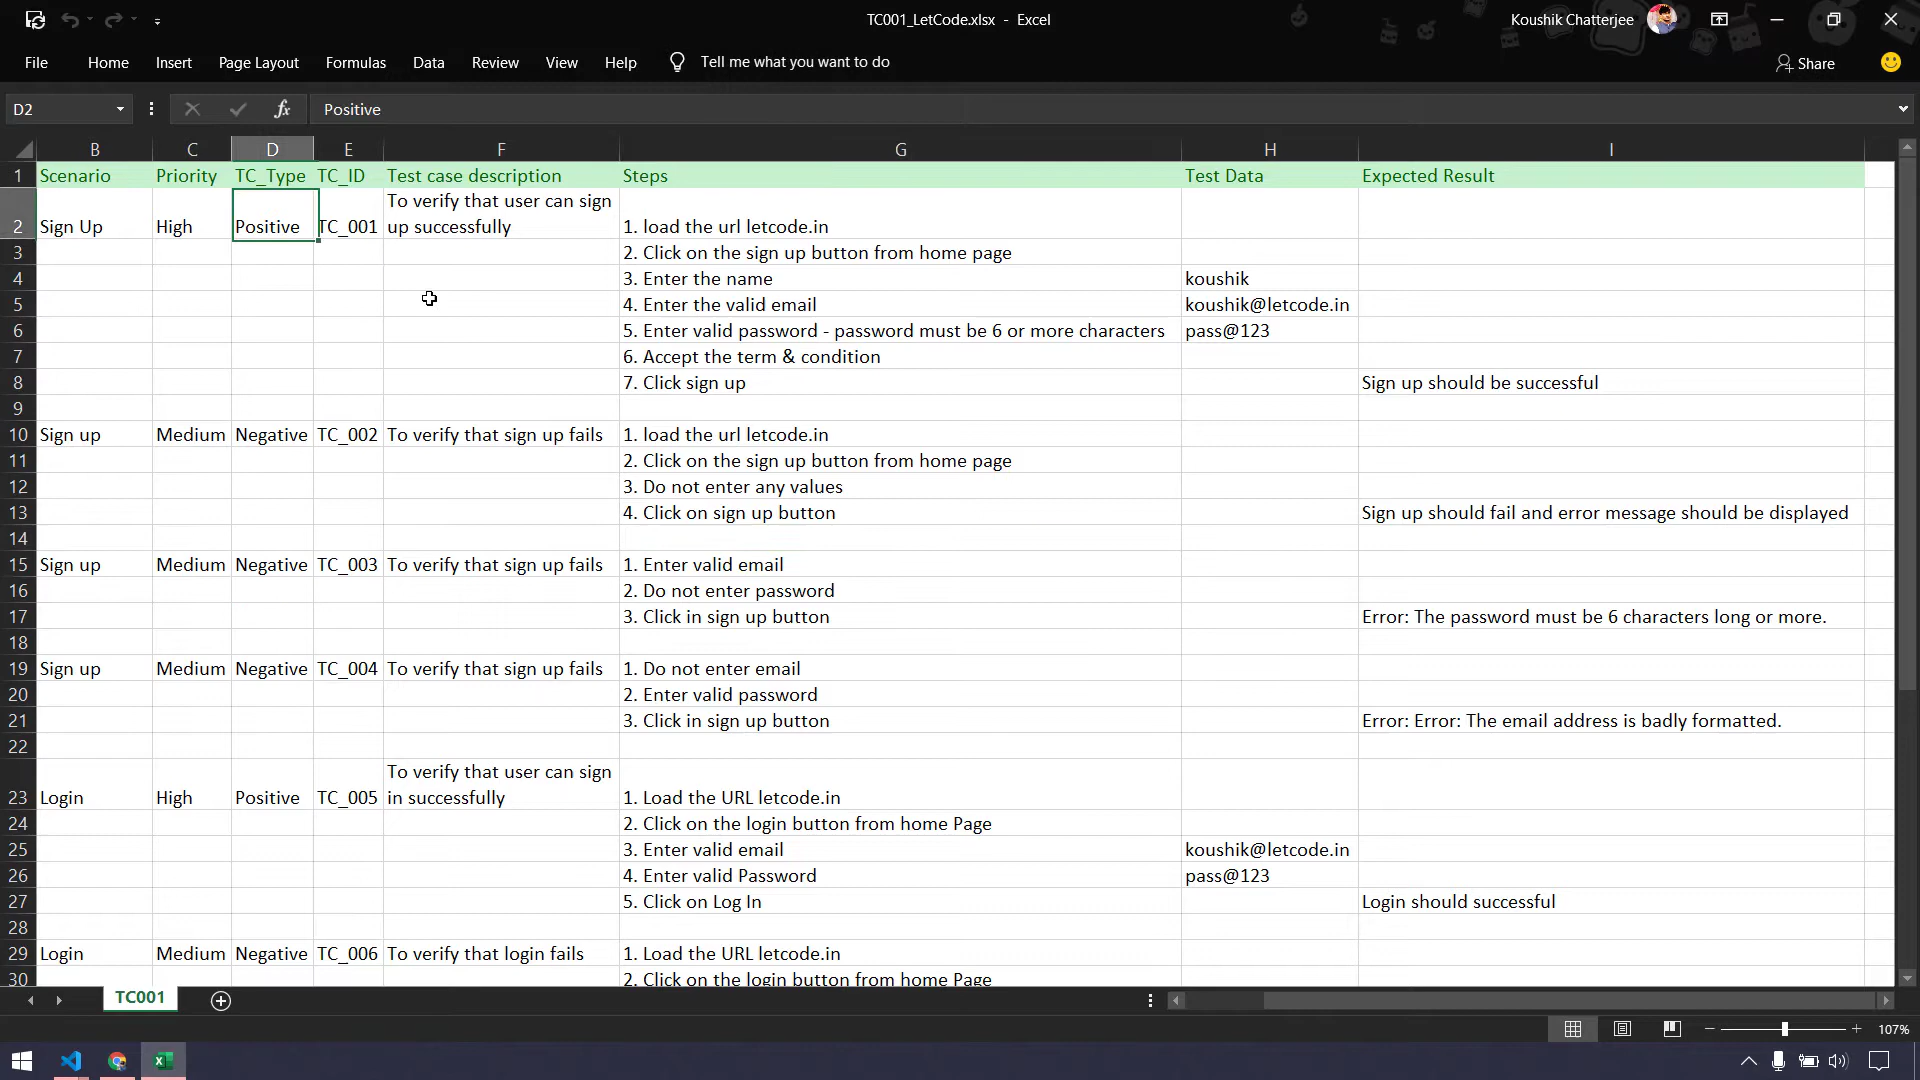 TC001_LetCode.xlsx - Excel
Koushik Chatterjee
File Home Insert Page Layout Formulas Data Review View Help Tell me what you want to do Share
D2 fx Positive
B C D E F G H I
1 Scenario Priority TC_Type TC_ID Test case description Steps Test Data Expected Result
To verify that user can sign
2 Sign Up High Positive TC_001 up successfully 1. load the url letcode.in
3 2. Click on the sign up button from home page
4 3. Enter the name koushik
5 4. Enter the valid email koushik@letcode.in
6 5. Enter valid password - password must be 6 or more characters pass@123
7 6. Accept the term & condition
8 7. Click sign up Sign up should be successful
9
10 Sign up Medium Negative TC_002 To verify that sign up fails 1. load the url letcode.in
11 2. Click on the sign up button from home page
12 3. Do not enter any values
13 4. Click on sign up button Sign up should fail and error message should be displayed
14
15 Sign up Medium Negative TC_003 To verify that sign up fails 1. Enter valid email
16 2. Do not enter password
17 3. Click in sign up button Error: The password must be 6 characters long or more.
18
19 Sign up Medium Negative TC_004 To verify that sign up fails 1. Do not enter email
20 2. Enter valid password
21 3. Click in sign up button Error: Error: The email address is badly formatted.
22
To verify that user can sign
23 Login High Positive TC_005 in successfully 1. Load the URL letcode.in
24 2. Click on the login button from home Page
25 3. Enter valid email koushik@letcode.in
26 4. Enter valid Password pass@123
27 5. Click on Log In Login should successful
28
29 Login Medium Negative TC_006 To verify that login fails 1. Load the URL letcode.in
30 2. Click on the login button from home Page
TC001
107%